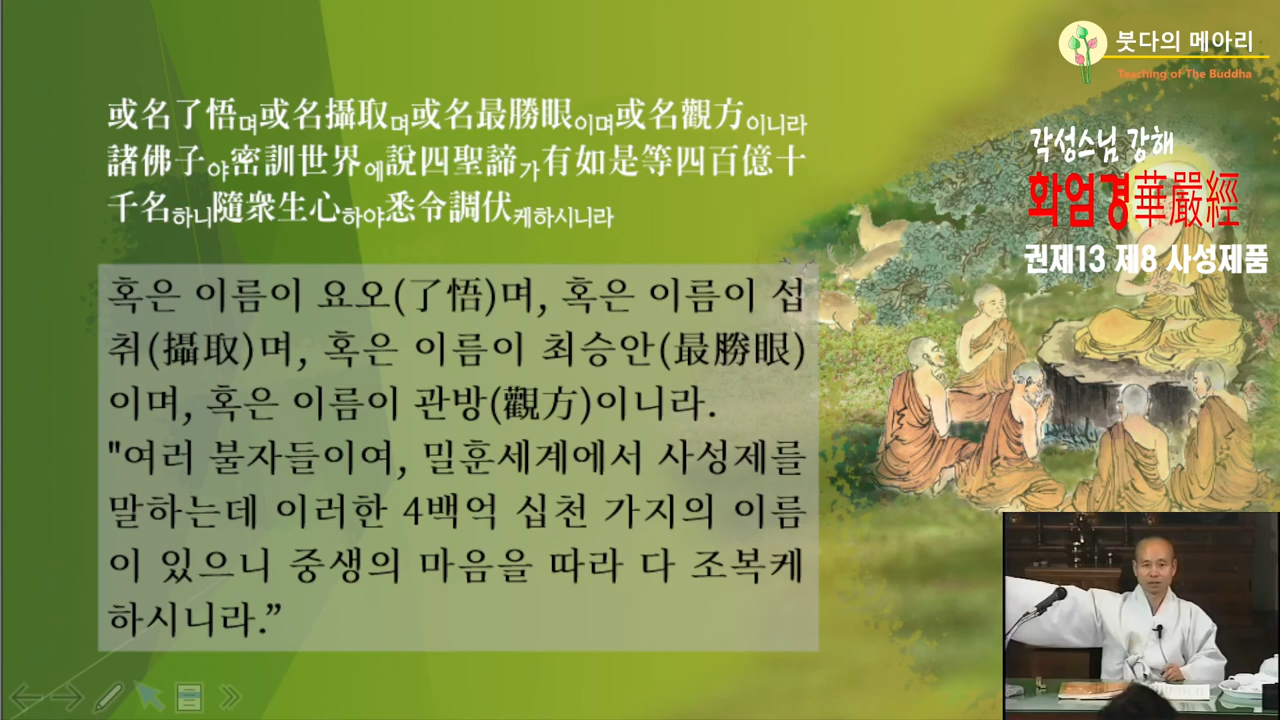 붓다의 메아리
Teaching of The Buddha
각성스님 강해
화엄경華嚴經
권제13 제8 사성제품
或名了悟며或名攝取며或名最勝眼이며或名觀方이니라
諸佛子야密訓世界에說四聖諦가有如是等四百億十
千名하니隨衆生心하야悉令調伏케하시니라
혹은 이름이 요오(了悟)며, 혹은 이름이 섭
취(攝取)며, 혹은 이름이 최승안(最勝眼)
이며, 혹은 이름이 관방(觀方)이니라.
"여러 불자들이여, 밀훈세계에서 사성제를
말하는데 이러한 4백억 십천 가지의 이름
이 있으니 중생의 마음을 따라 다 조복케
하시니라.”